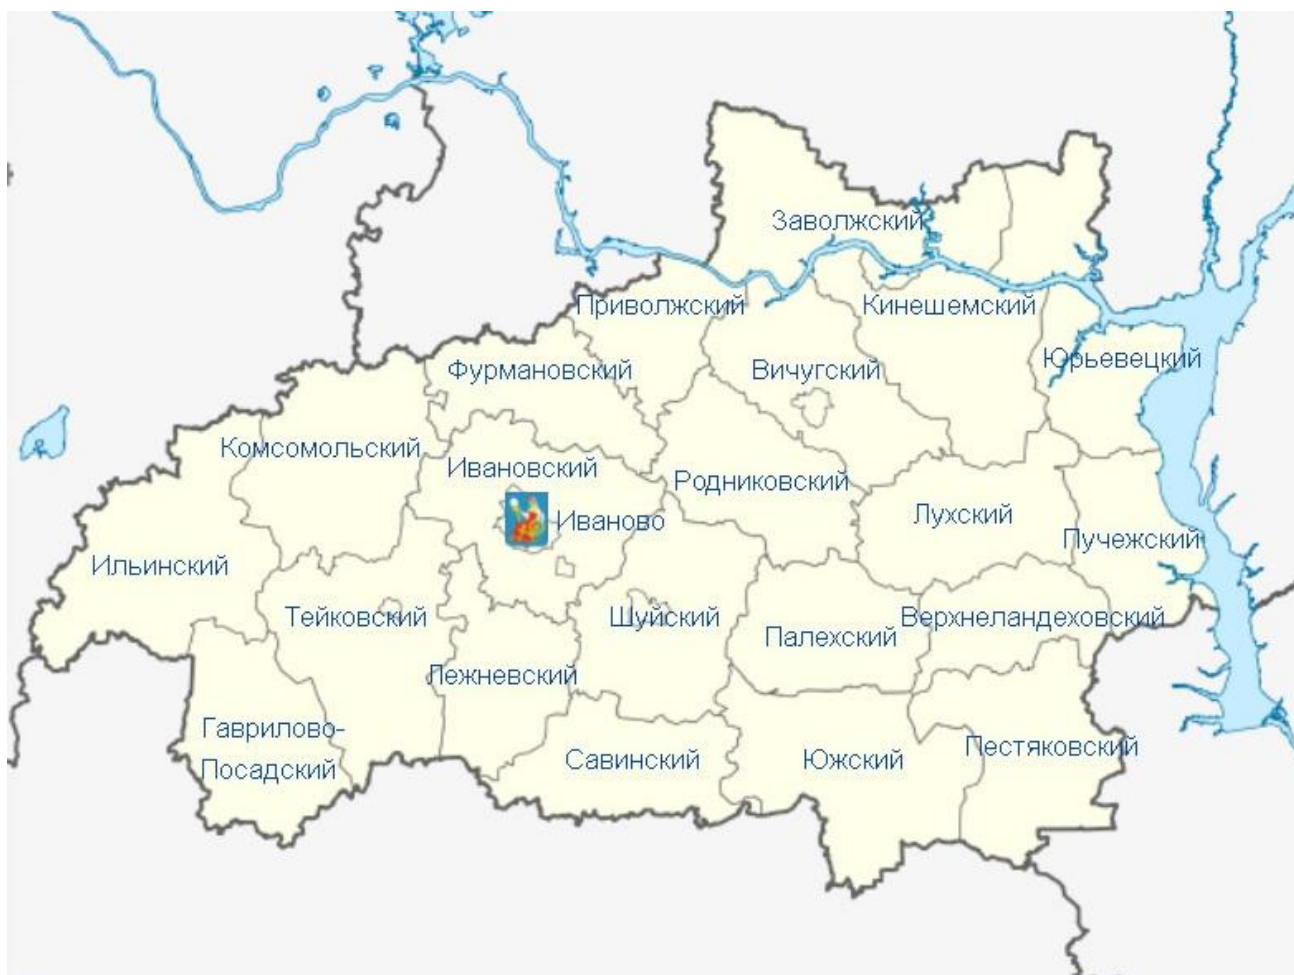 Заволжский
Приволжский
Кинешемский
Фурмановский
Вичугский
Юрьевецкий
Комсомольский
Ивановский
Родниковский
Иваново
Лухский
Пучежский
Ильинский
Тейковский
Шуйский
Палехский
Верхнеландеховский
Лежневский
Гаврилово-
Посадский
Савинский
Южский
Пестяковский